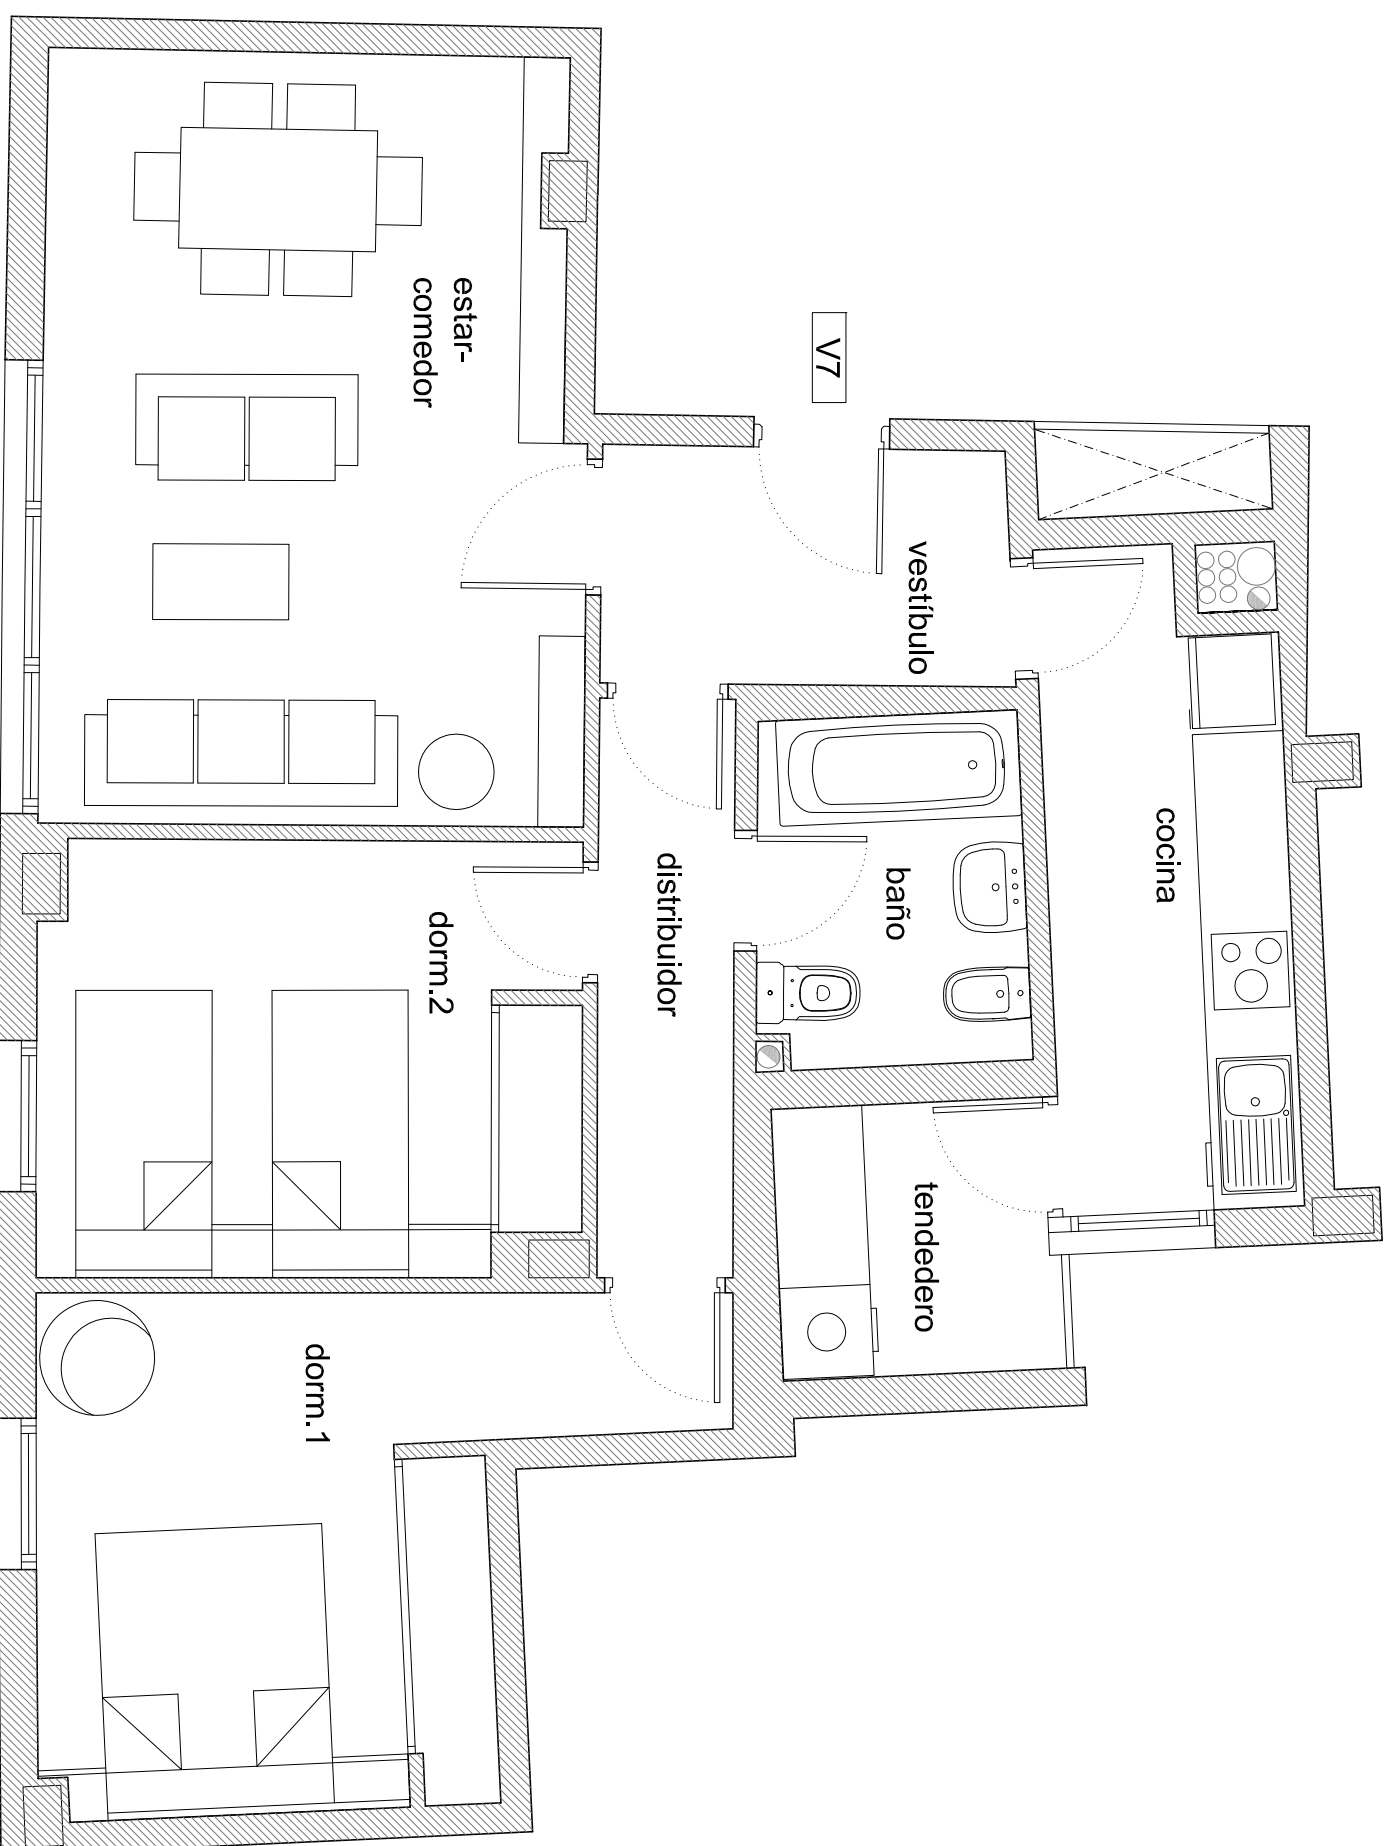 V7
estar-
comedor
vestíbulo
cocina
baño
distribuidor
dorm.2
tendedero
dorm.1